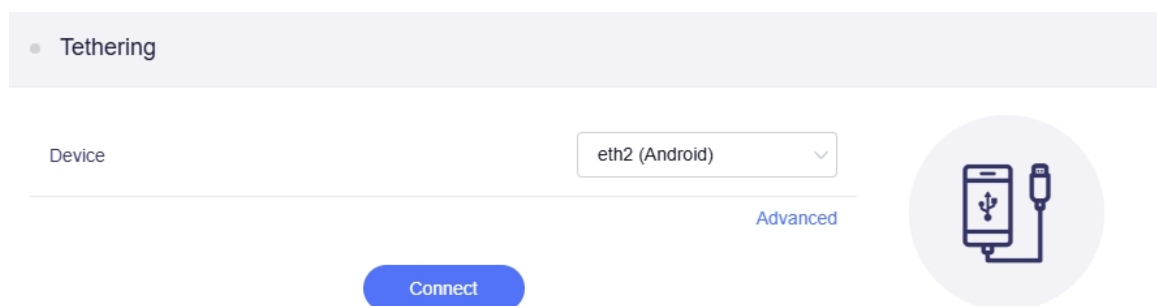 Tethering
Device
eth2 (Android)
Advanced
Connect